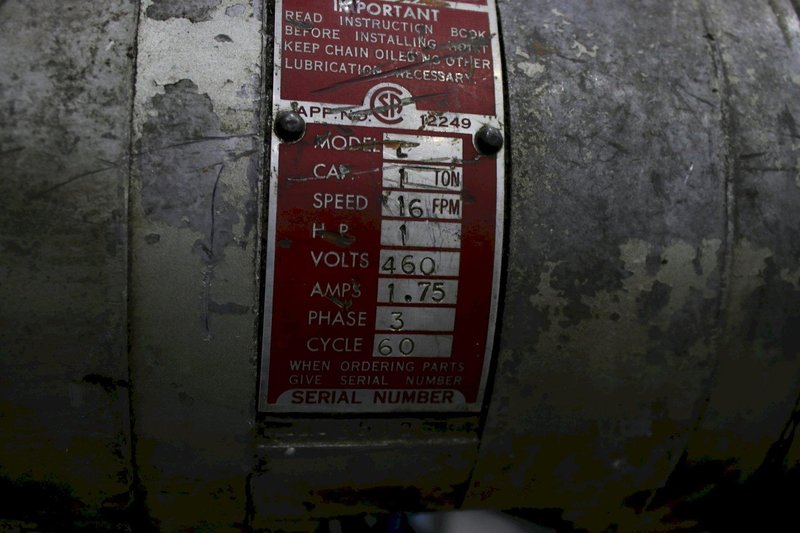 IMPORTANT
READ INSTRUCTION BOOK
BEFORE INSTALLING HOIST
KEEP CHAIN OILED NO OTHER
LUBRICATION NECESSARY
APP. NO. 12249
MODEL L
CAP. 1 TON
SPEED 16 FPM
H.P. 1
VOLTS 460
AMPS 1.75
PHASE 3
CYCLE 60
WHEN ORDERING PARTS
GIVE SERIAL NUMBER
SERIAL NUMBER